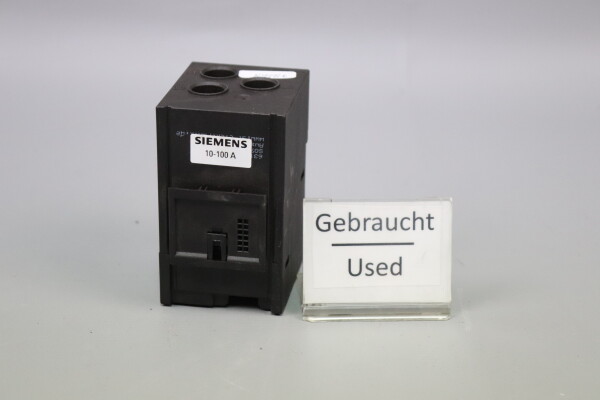 SIEMENS
10-100 A
Gebraucht
Used